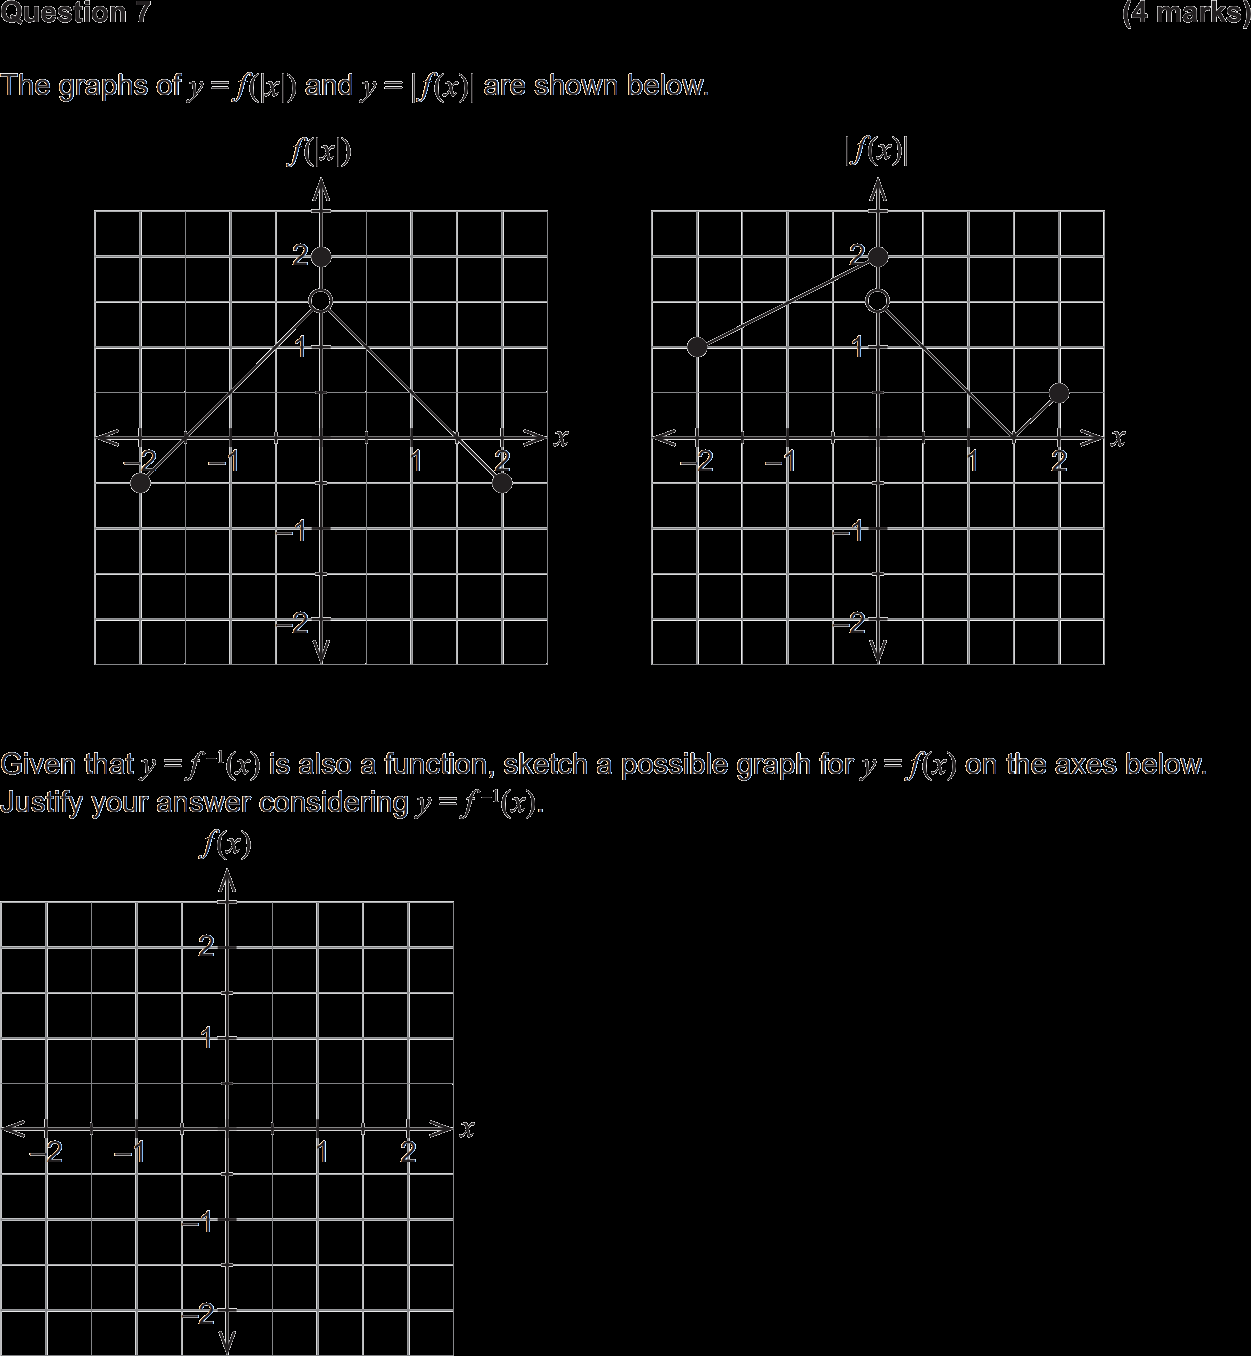 Question 7 (4 marks)
The graphs of y = f(|x|) and y = |f(x)| are shown below.
f(|x|) |f(x)|
2 2
1 1
x x
–2 –1 1 2 –2 –1 1 2
–1 –1
–2 –2
Given that y = f⁻¹(x) is also a function, sketch a possible graph for y = f(x) on the axes below.
Justify your answer considering y = f⁻¹(x).
f(x)
2
1
x
–2 –1 1 2
–1
–2